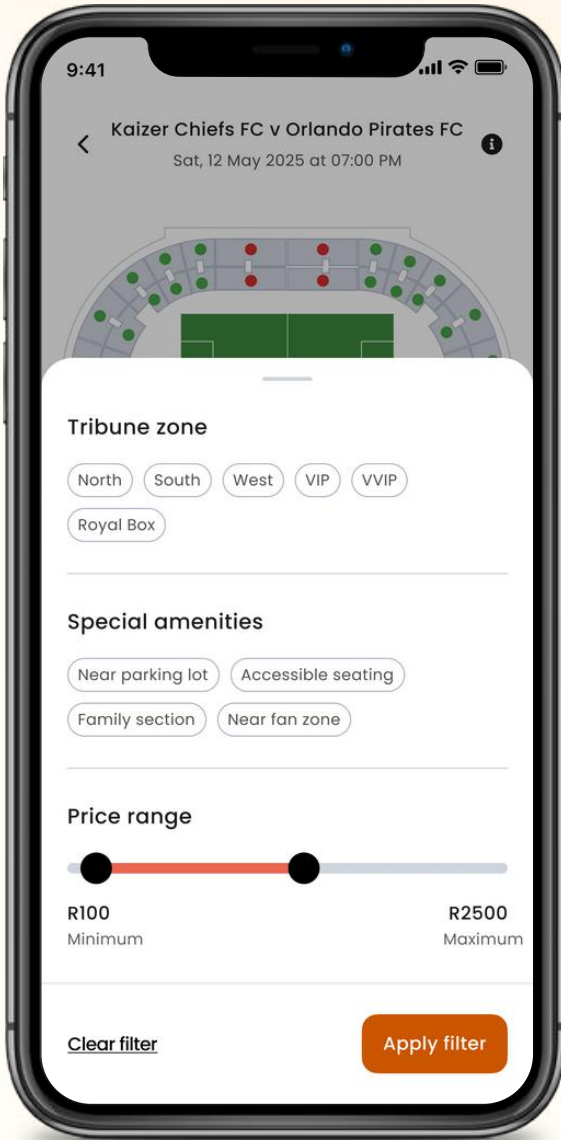 9:41
Kaizer Chiefs FC v Orlando Pirates FC
Sat, 12 May 2025 at 07:00 PM
Tribune zone
North South West VIP VVIP
Royal Box
Special amenities
Near parking lot Accessible seating
Family section Near fan zone
Price range
R100 R2500
Minimum Maximum
Clear filter Apply filter